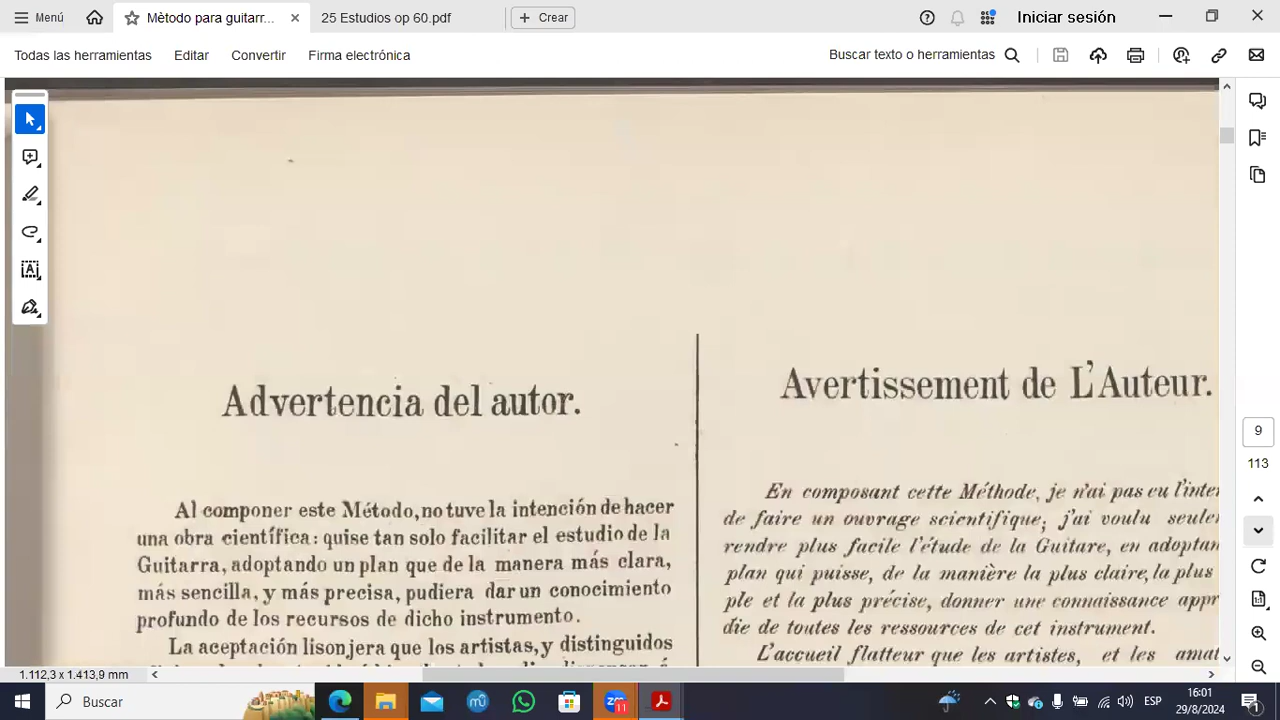 Menú
Mètodo para guitarr...
25 Estudios op 60.pdf
Crear
Iniciar sesión
Todas las herramientas
Editar
Convertir
Firma electrónica
Buscar texto o herramientas
Advertencia del autor.
Al componer este Método, no tuve la intención de hacer
una obra científica: quise tan solo facilitar el estudio de la
Guitarra, adoptando un plan que de la manera más clara,
más sencilla, y más precisa, pudiera dar un conocimiento
profundo de los recursos de dicho instrumento.
La aceptación lisonjera que los artistas, y distinguidos
Avertissement de L'Auteur.
En composant cette Méthode, je n'ai pas eu l'inte
de faire un ouvrage scientifique; j'ai voulu seule
rendre plus facile l'étude de la Guitare, en adoptan
plan qui puisse, de la manière la plus claire, la plus
ple et la plus précise, donner une connaissance appr
die de toutes les ressources de cet instrument.
L'accueil flatteur que les artistes, et les amat
9
113
1.112,3 x 1.413,9 mm
Buscar
11
ESP
16:01
29/8/2024
1